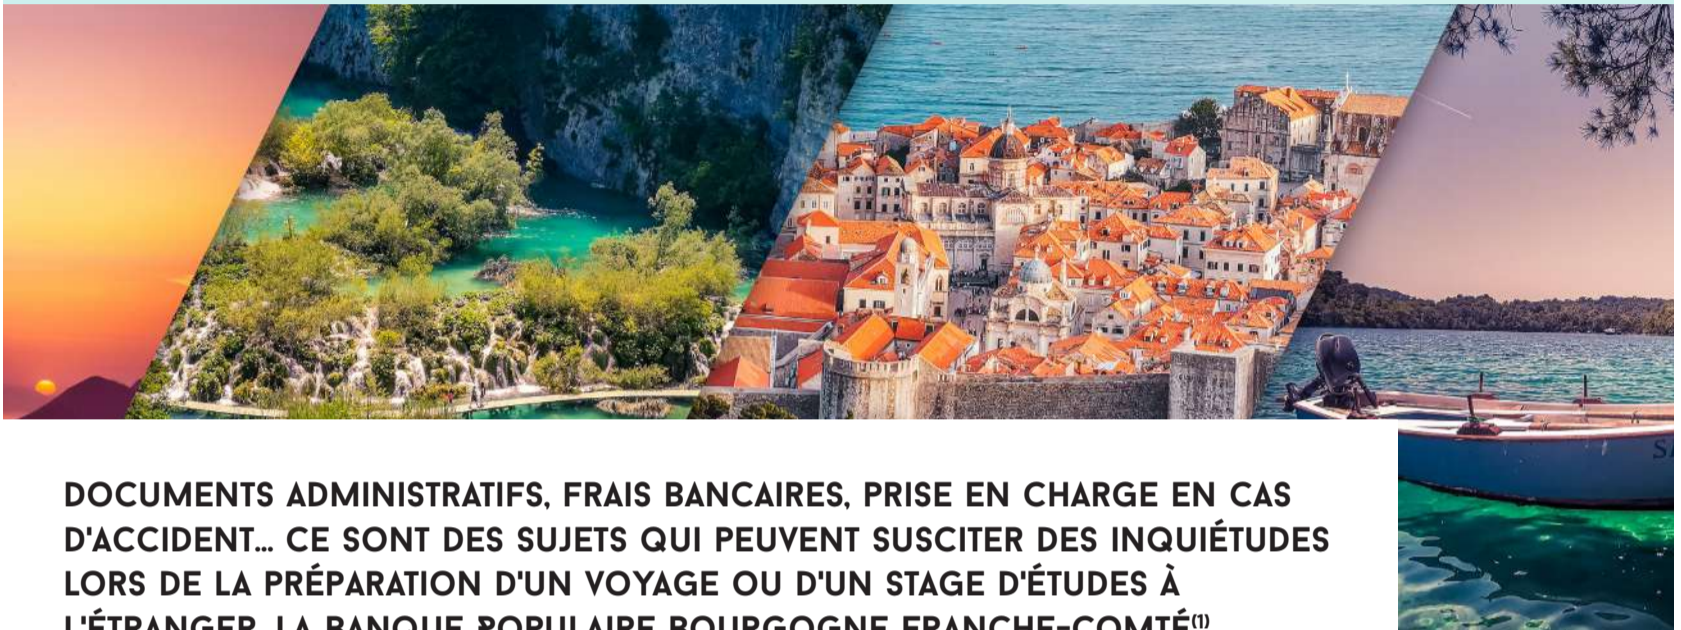 DOCUMENTS ADMINISTRATIFS, FRAIS BANCAIRES, PRISE EN CHARGE EN CAS
D'ACCIDENT... CE SONT DES SUJETS QUI PEUVENT SUSCITER DES INQUIÉTUDES
LORS DE LA PRÉPARATION D'UN VOYAGE OU D'UN STAGE D'ÉTUDES À
L'ÉTRANGER, LA BANQUE POPULAIRE BOURGOGNE FRANCHE-COMTÉ(1)